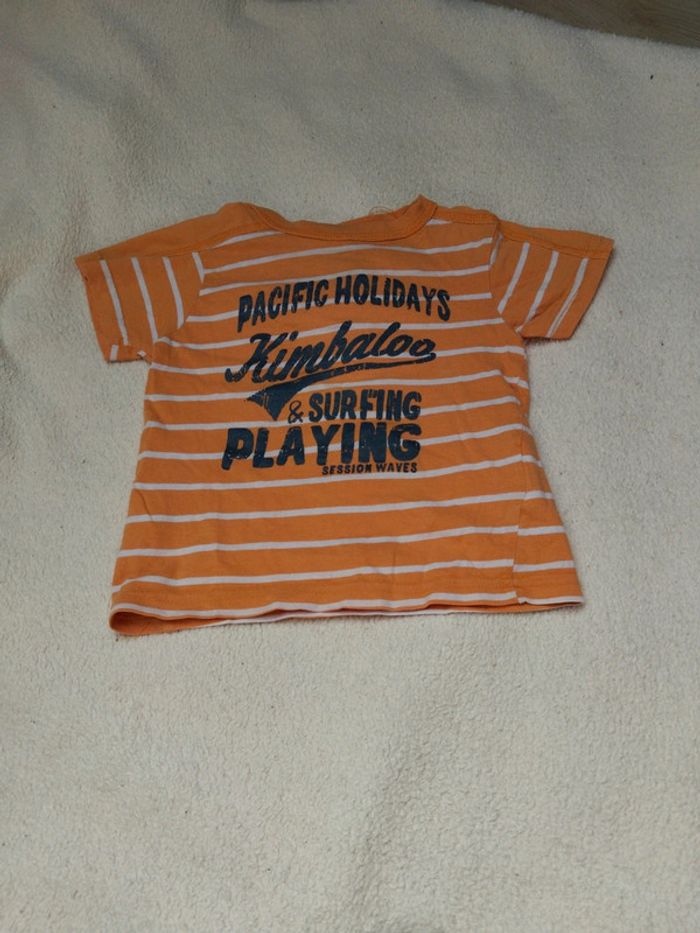 PACIFIC HOLIDAYS
Kimbaloo
& SURFING
PLAYING
SESSION WAVES